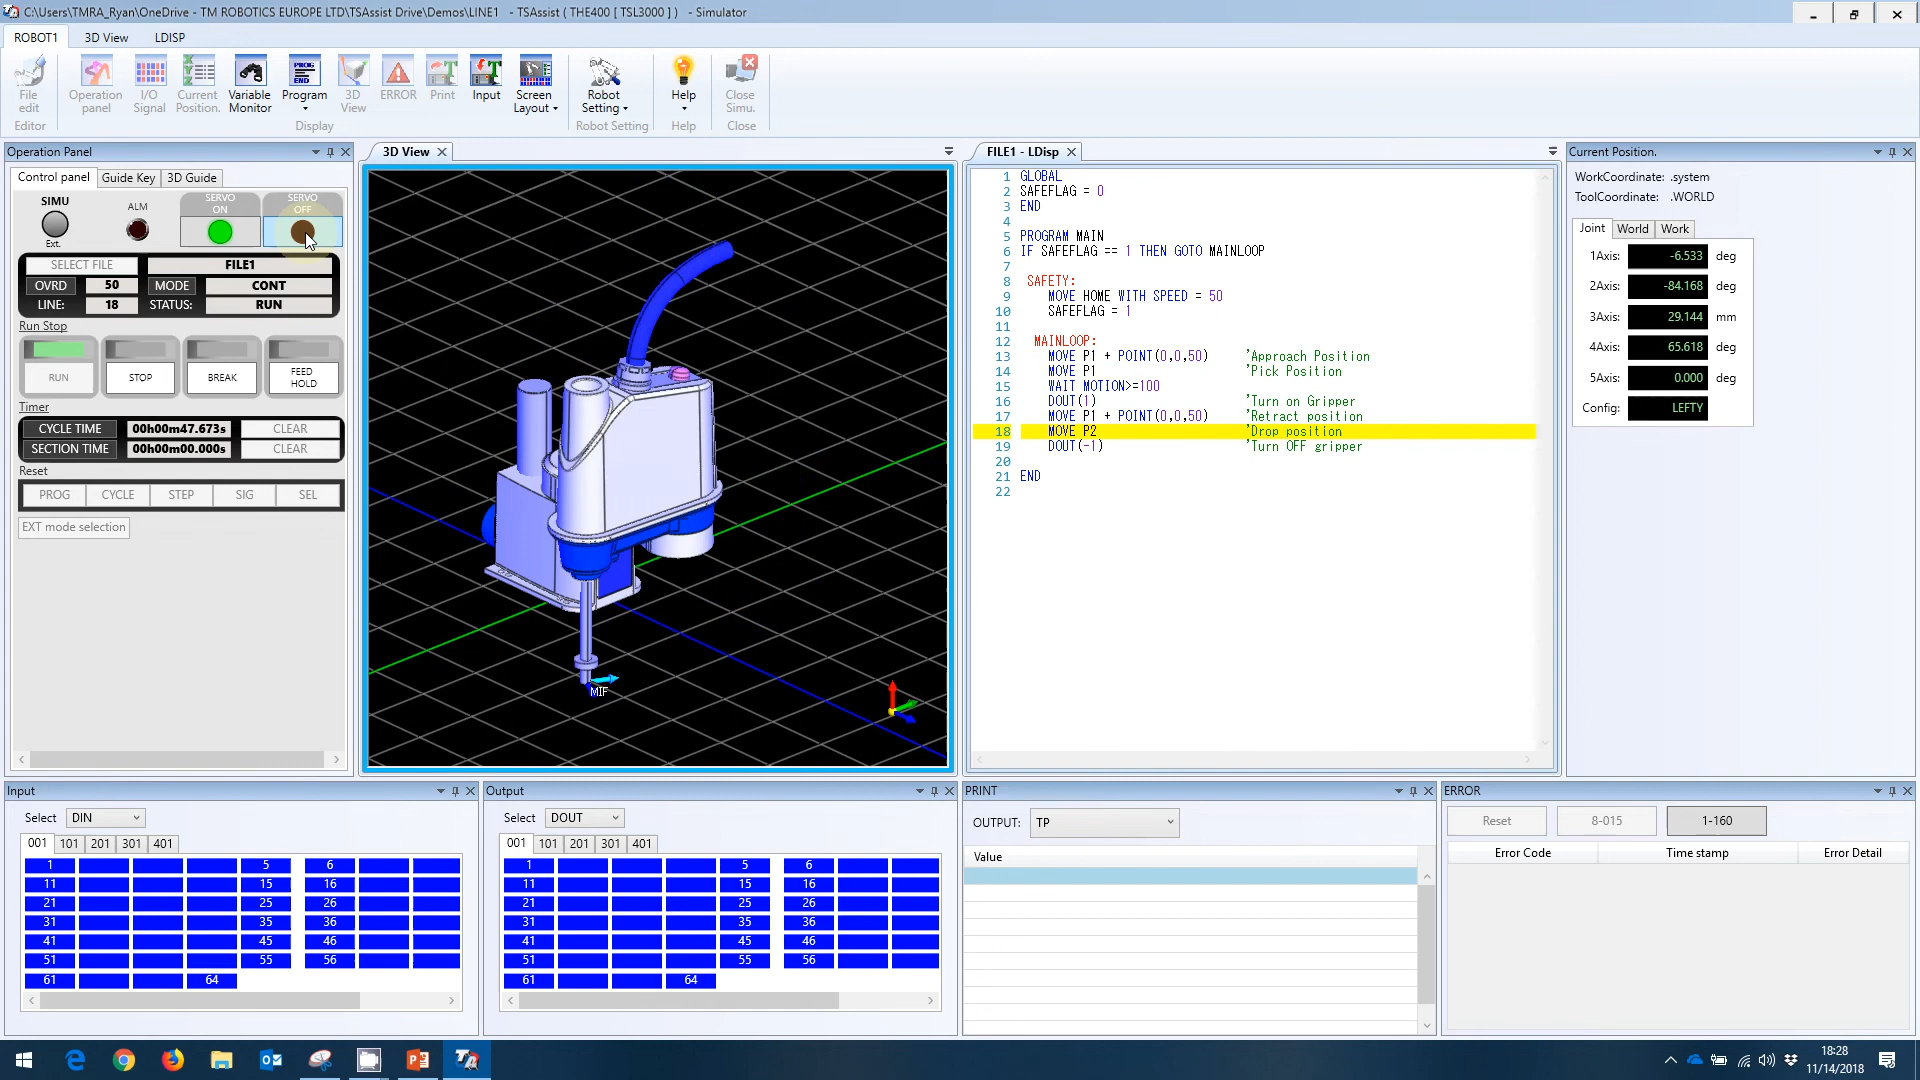 C:\Users\TMRA_Ryan\OneDrive - TM ROBOTICS EUROPE LTD\TSAssist Drive\Demos\LINE1 - TSAssist ( THE400 [ TSL3000 ] ) - Simulator
ROBOT1 3D View LDISP
File edit Operation panel I/O Signal Current Position. Variable Monitor Program 3D View ERROR Print Input Screen Layout Robot Setting Help Close Simu.
Editor Display Robot Setting Help Close
Operation Panel
Control panel Guide Key 3D Guide
SIMU ALM SERVO ON SERVO OFF
Ext.
SELECT FILE FILE1
OVRD 50 MODE CONT
LINE: 18 STATUS: RUN
Run Stop
RUN STOP BREAK FEED HOLD
Timer
CYCLE TIME 00h00m47.673s CLEAR
SECTION TIME 00h00m00.000s CLEAR
Reset
PROG CYCLE STEP SIG SEL
EXT mode selection
3D View
MIF
FILE1 - LDisp
1 GLOBAL
2 SAFEFLAG = 0
3 END
4
5 PROGRAM MAIN
6 IF SAFEFLAG == 1 THEN GOTO MAINLOOP
7
8 SAFETY:
9 MOVE HOME WITH SPEED = 50
10 SAFEFLAG = 1
11
12 MAINLOOP:
13 MOVE P1 + POINT(0,0,50) 'Approach Position
14 MOVE P1 'Pick Position
15 WAIT MOTION>=100
16 DOUT(1) 'Turn on Gripper
17 MOVE P1 + POINT(0,0,50) 'Retract position
18 MOVE P2 'Drop position
19 DOUT(-1) 'Turn OFF gripper
20
21 END
22
Current Position.
WorkCoordinate: .system
ToolCoordinate: .WORLD
Joint World Work
1Axis: -6.533 deg
2Axis: -84.168 deg
3Axis: 29.144 mm
4Axis: 65.618 deg
5Axis: 0.000 deg
Config: LEFTY
Input
Select DIN
001 101 201 301 401
1 5 6
11 15 16
21 25 26
31 35 36
41 45 46
51 55 56
61 64
Output
Select DOUT
001 101 201 301 401
1 5 6
11 15 16
21 25 26
31 35 36
41 45 46
51 55 56
61 64
PRINT
OUTPUT: TP
Value
ERROR
Reset 8-015 1-160
Error Code Time stamp Error Detail
18:28
11/14/2018